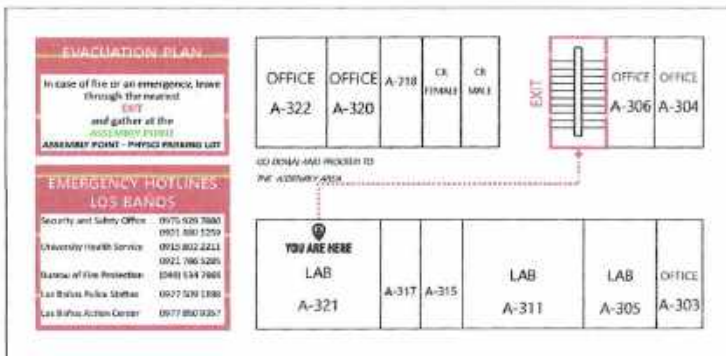 EVACUATION PLAN
In case of fire or an emergency, leave
through the nearest
EXIT
and gather at the
ASSEMBLY POINT
ASSEMBLY POINT - PHYSCI PARKING LOT
EMERGENCY HOTLINES
LOS BANOS
Security and Safety Office
University Health Service
Bureau of Fire Protection
Los Baños Police Station
Los Baños Action Center
OFFICE
A-322
OFFICE
A-320
A-318
CR
FEMALE
CR
MALE
EXIT
OFFICE
A-306
OFFICE
A-304
GO DOWN AND PROCEED TO
THE ASSEMBLY AREA
YOU ARE HERE
LAB
A-321
A-317
A-315
LAB
A-311
LAB
A-305
OFFICE
A-303